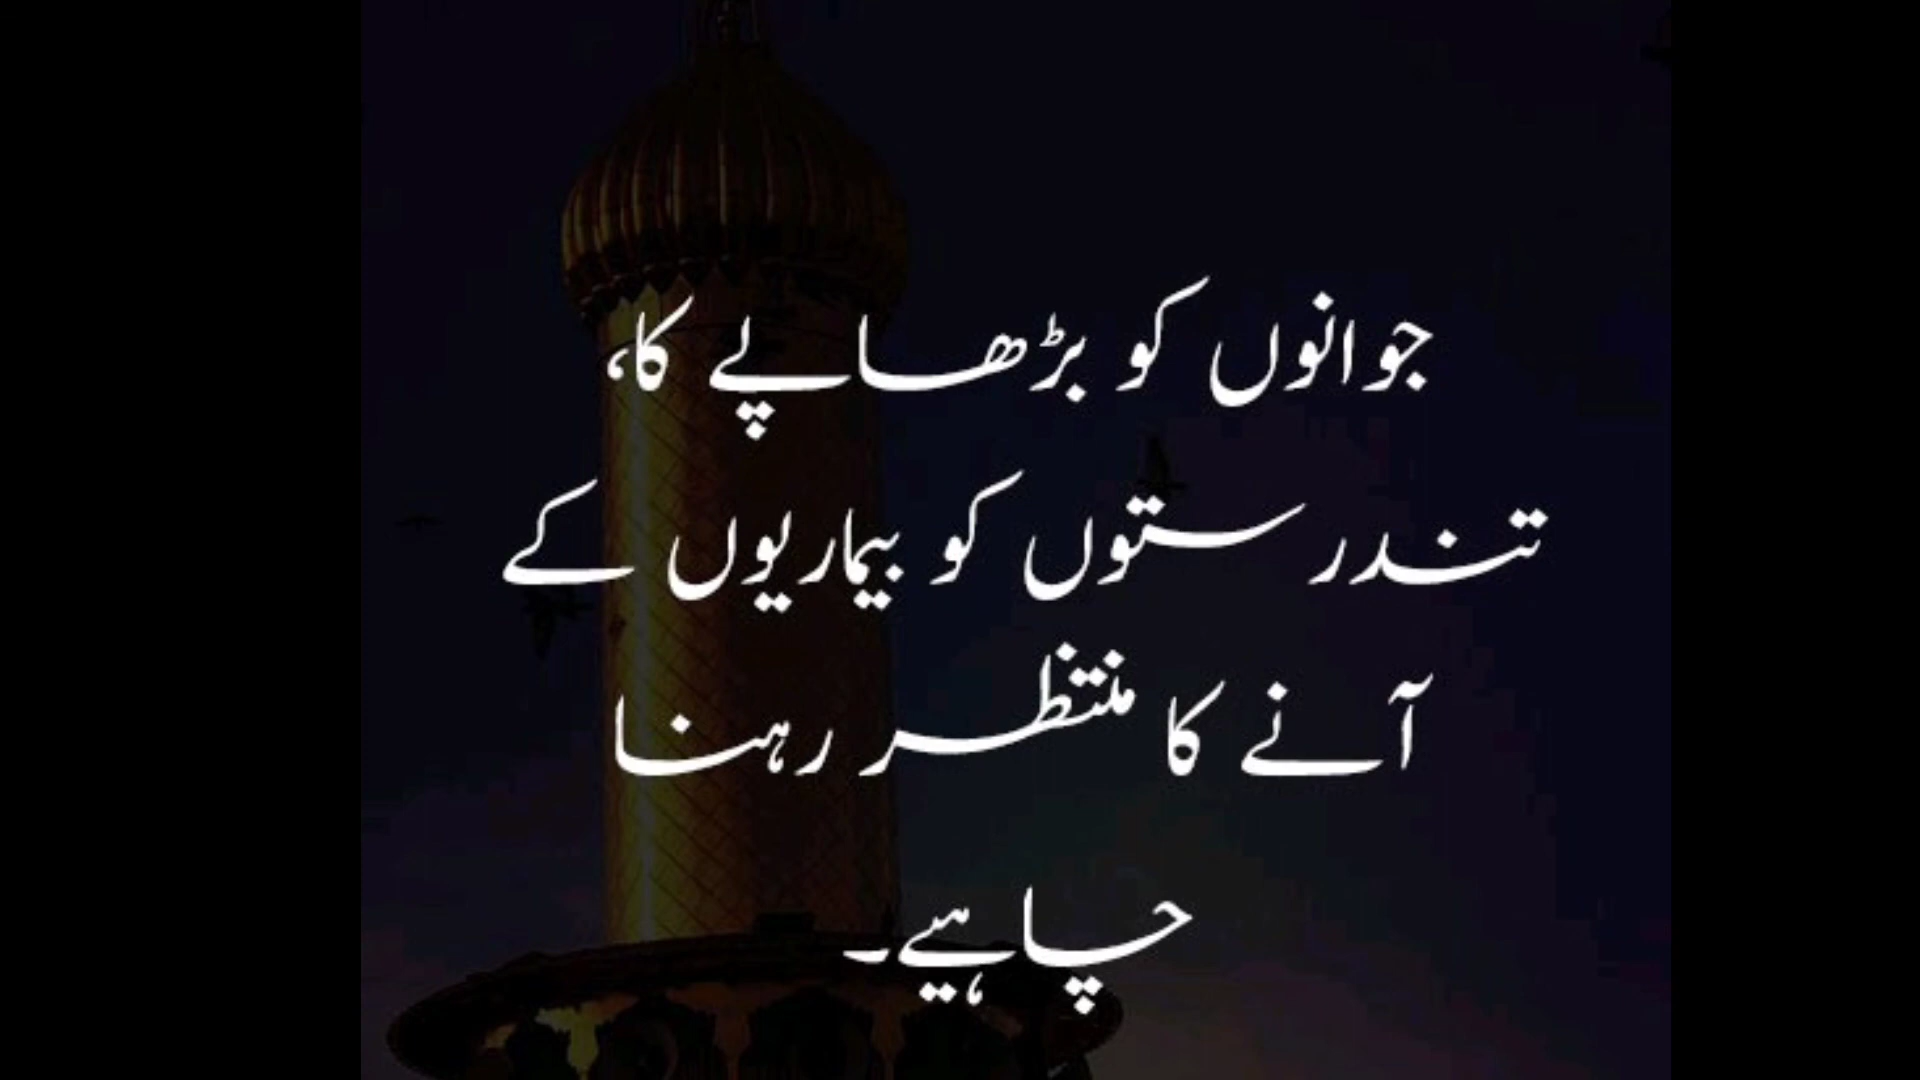 جوانوں کو بڑھاپے کا،
تندرستوں کو بیماریوں کے
آنے کا منتظر رہنا
چاہیے۔